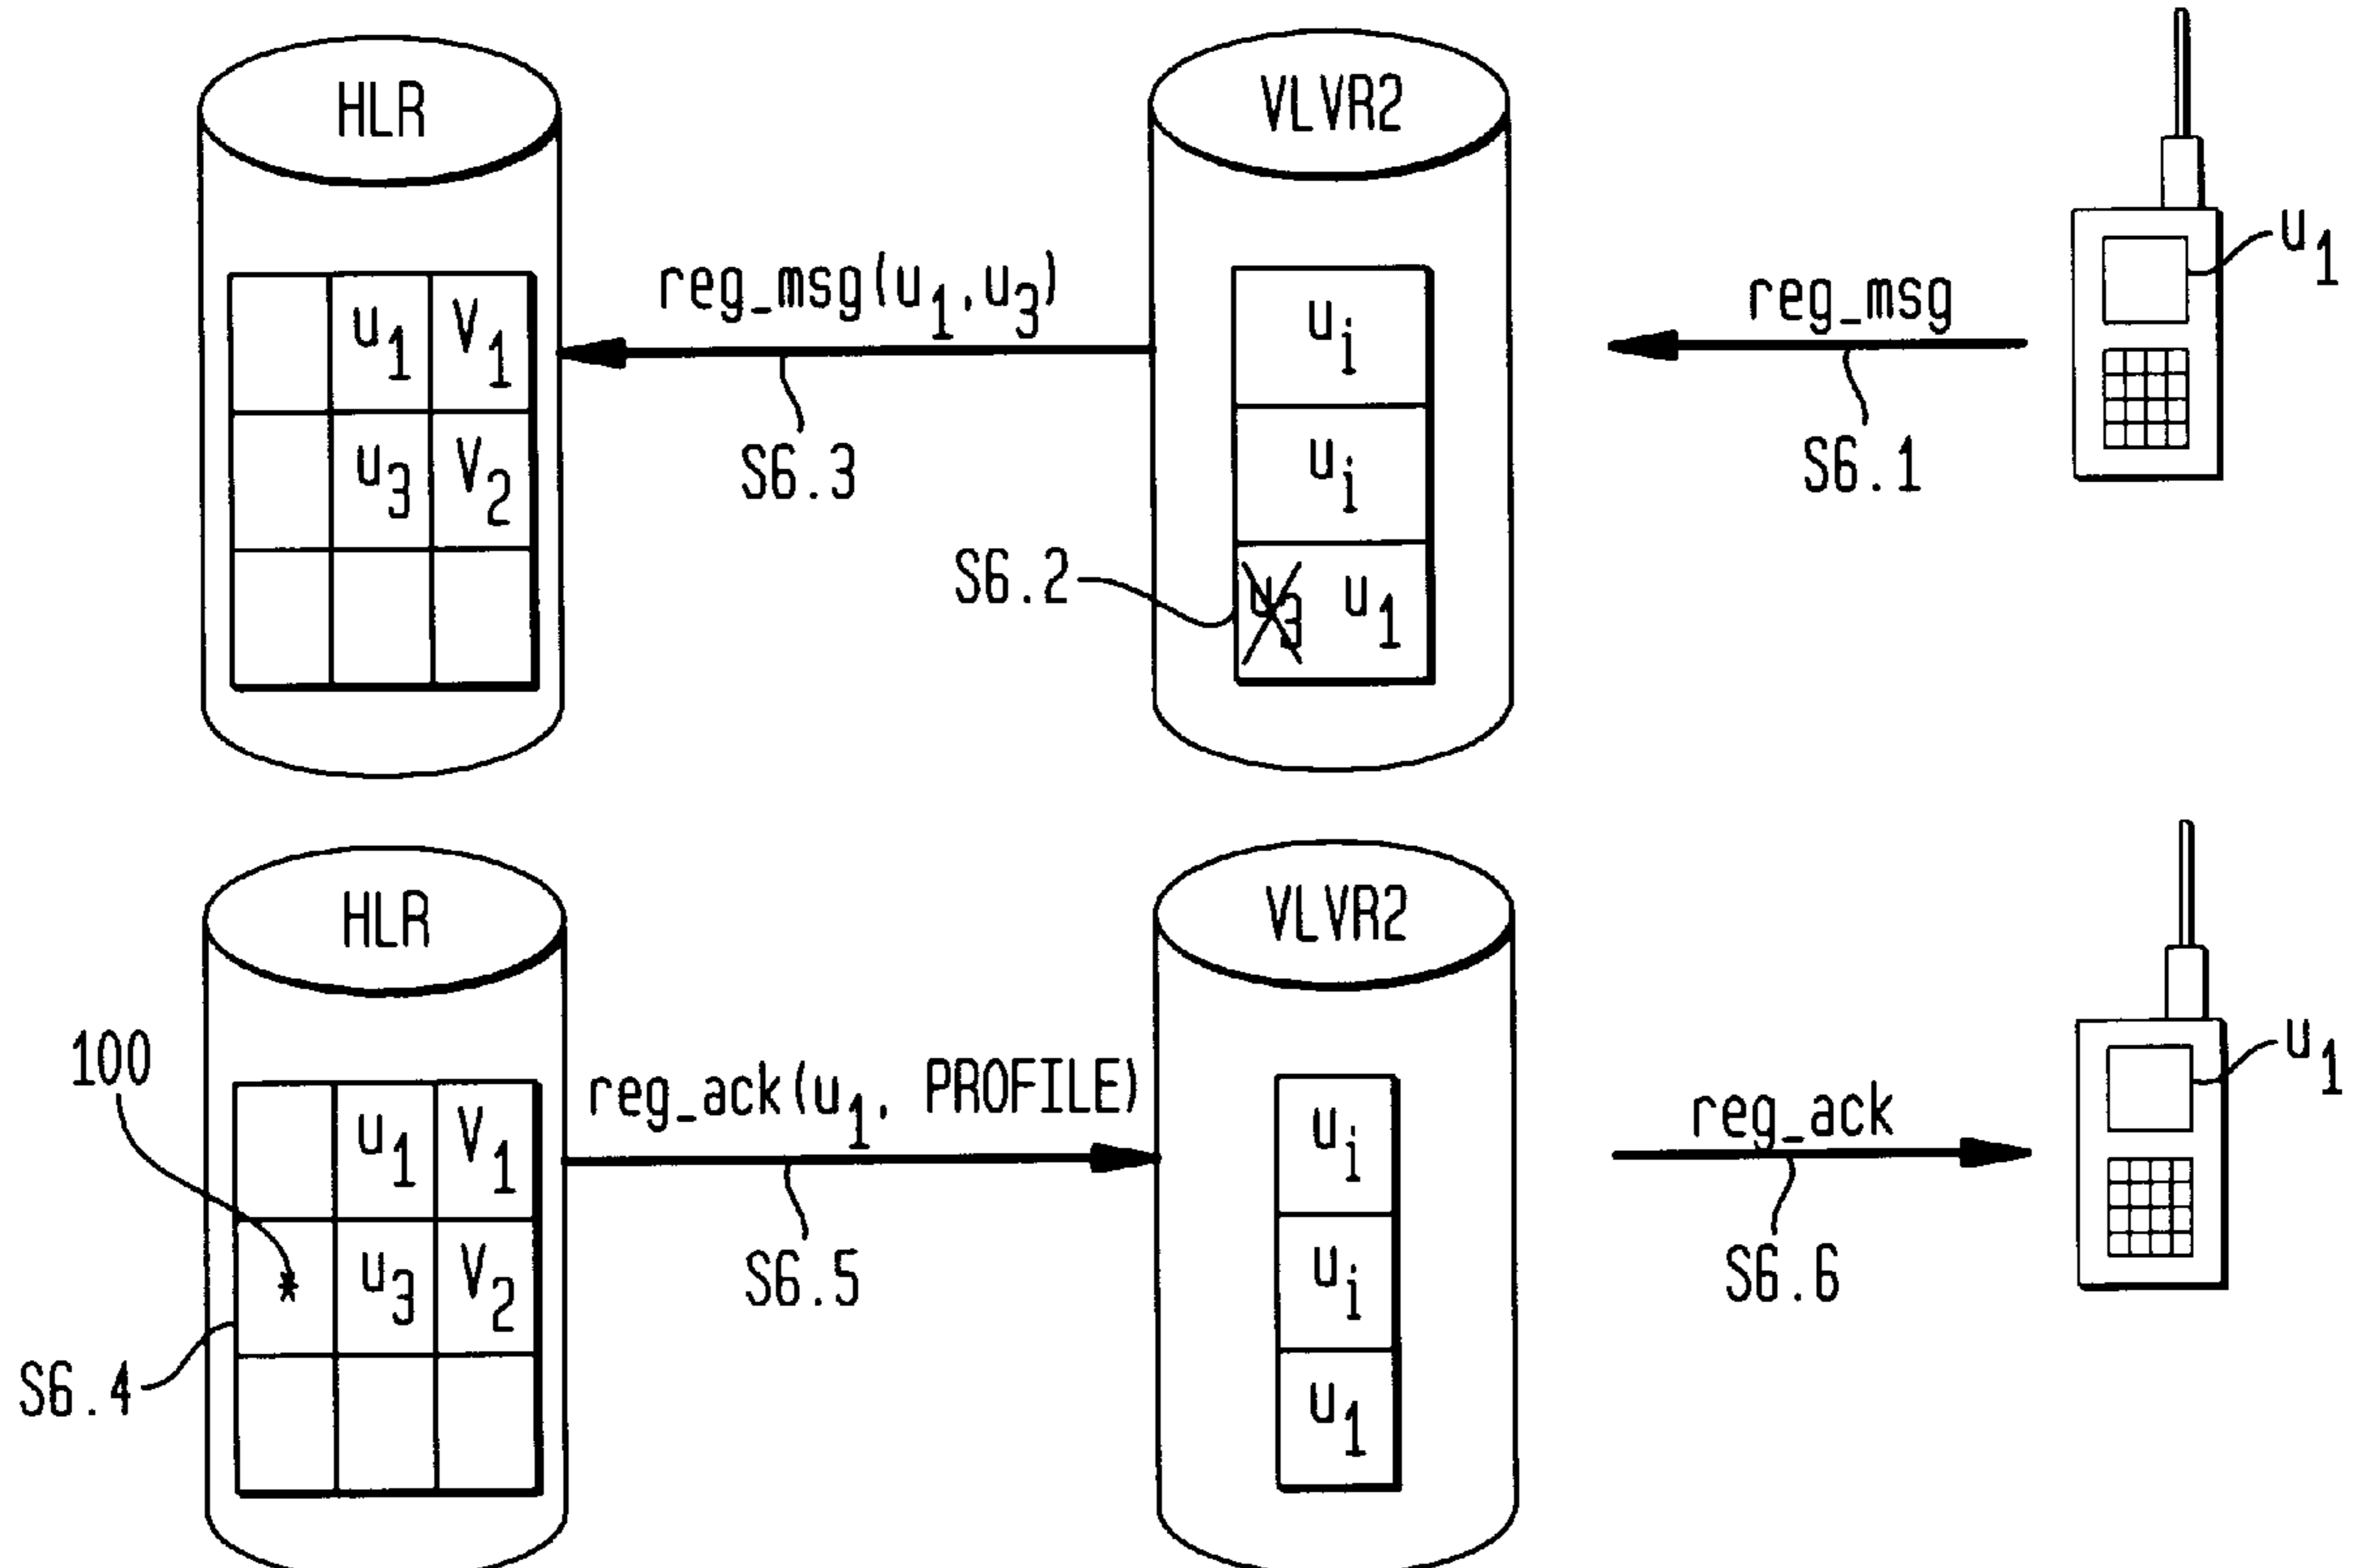 HLR
VLVR2
u1
reg_msg(u1,u3)
reg_msg
u1 V1
ui
S6.3
S6.1
u3 V2
ui
S6.2
u3 u1
HLR
VLVR2
u1
100
reg_ack(u1, PROFILE)
reg_ack
u1 V1
ui
S6.5
S6.6
* u3 V2
ui
S6.4
u1